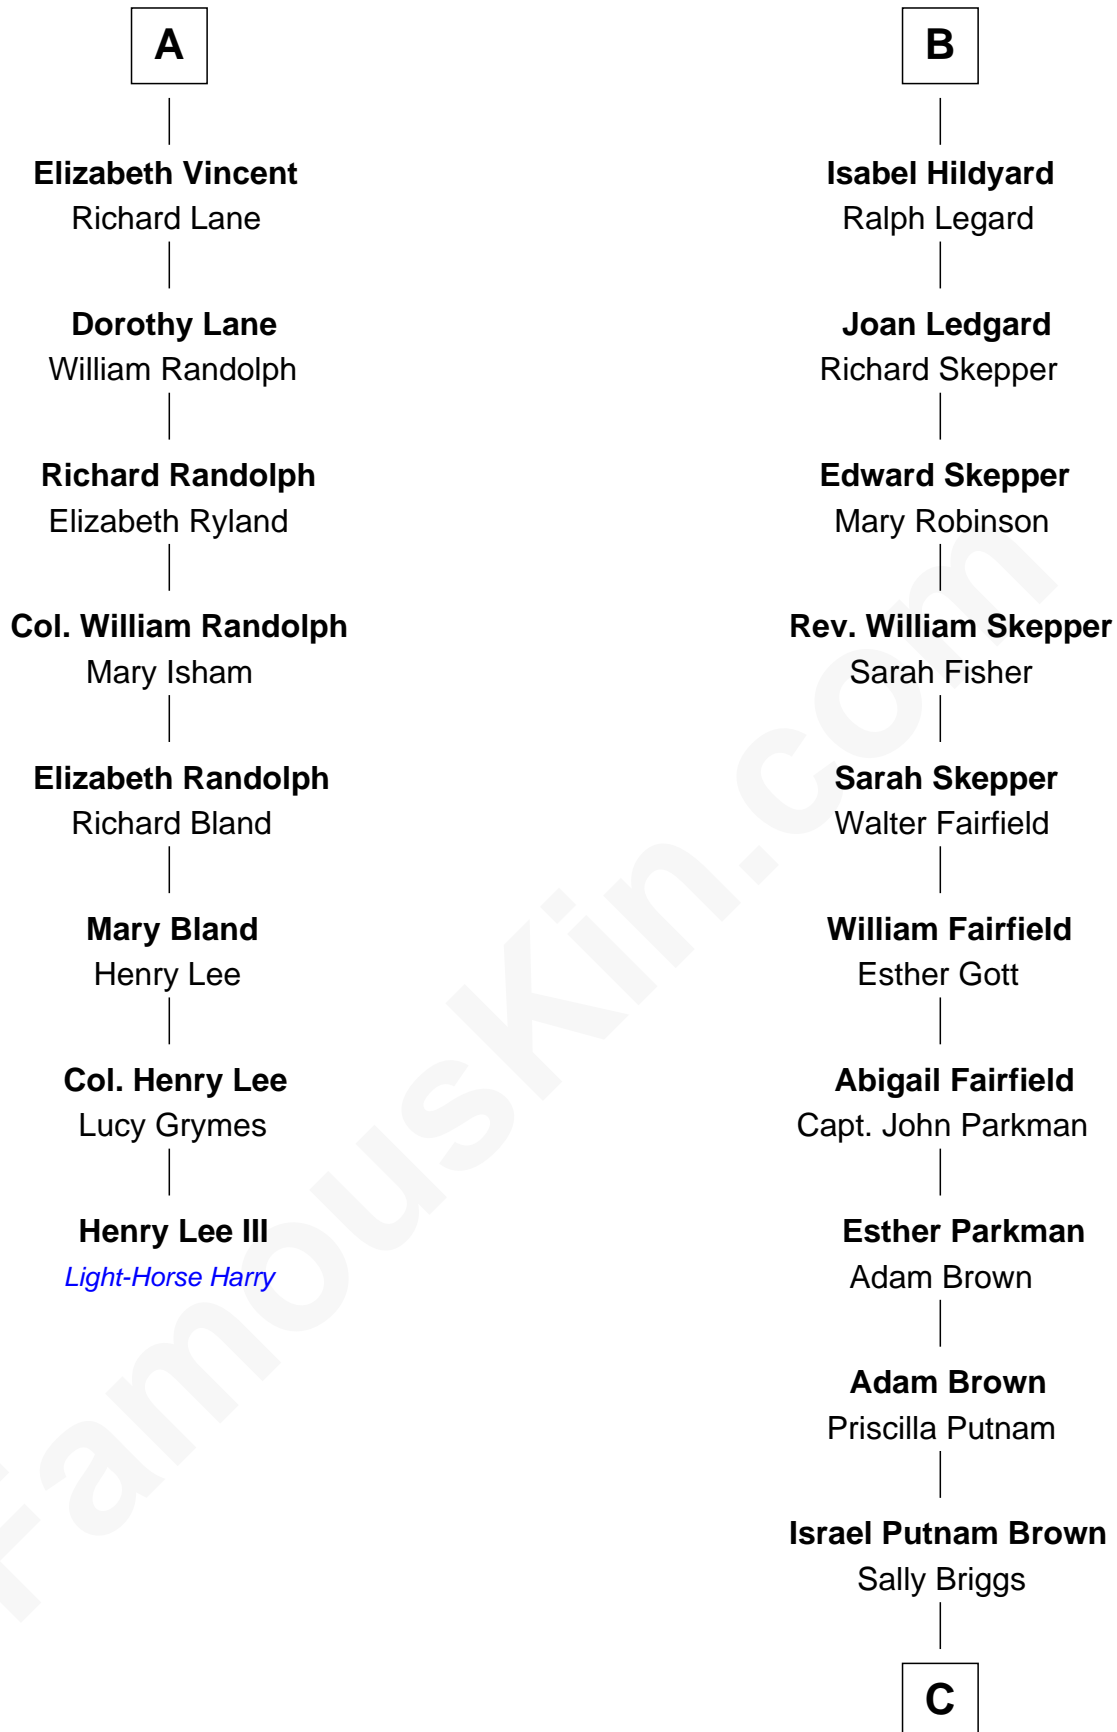 A
Elizabeth Vincent
Richard Lane
Dorothy Lane
William Randolph
Richard Randolph
Elizabeth Ryland
Col. William Randolph
Mary Isham
Elizabeth Randolph
Richard Bland
Mary Bland
Henry Lee
Col. Henry Lee
Lucy Grymes
Henry Lee III
Light-Horse Harry
B
Isabel Hildyard
Ralph Legard
Joan Ledgard
Richard Skepper
Edward Skepper
Mary Robinson
Rev. William Skepper
Sarah Fisher
Sarah Skepper
Walter Fairfield
William Fairfield
Esther Gott
Abigail Fairfield
Capt. John Parkman
Esther Parkman
Adam Brown
Adam Brown
Priscilla Putnam
Israel Putnam Brown
Sally Briggs
C
FamousKin.com